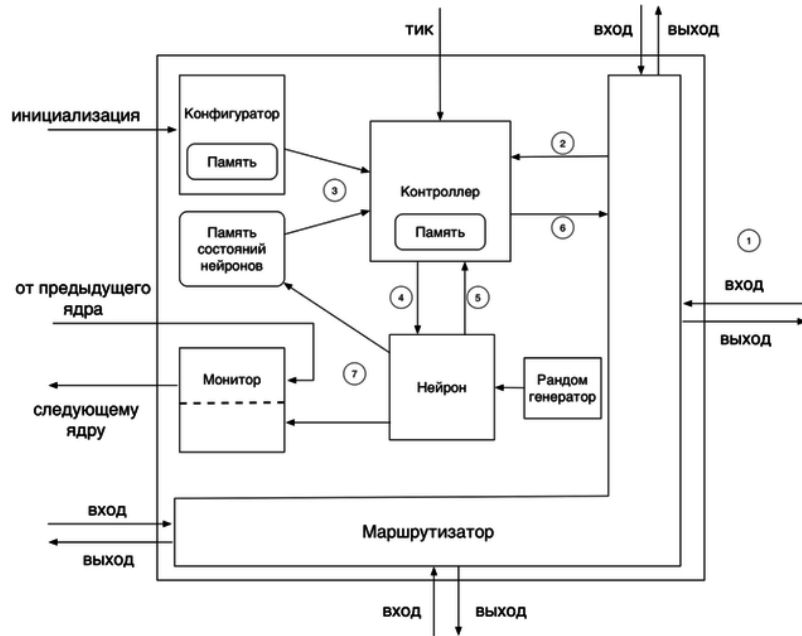 тик
вход
выход
инициализация
Конфигуратор
Память
3
Контроллер
Память
2
6
1
Память
состояний
нейронов
4
5
вход
выход
от предыдущего
ядра
Монитор
7
Нейрон
Рандом
генератор
следующему
ядру
вход
выход
Маршрутизатор
вход
выход